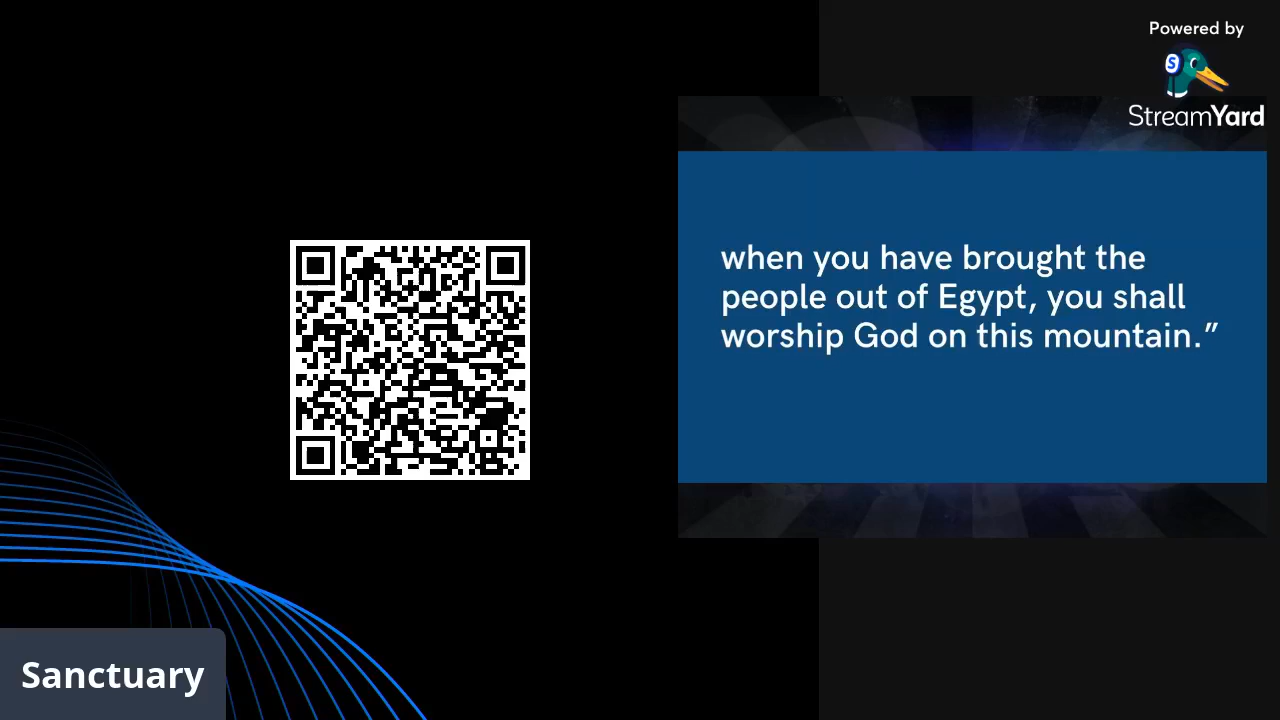 Powered by
S
StreamYard
when you have brought the
people out of Egypt, you shall
worship God on this mountain.”
Sanctuary